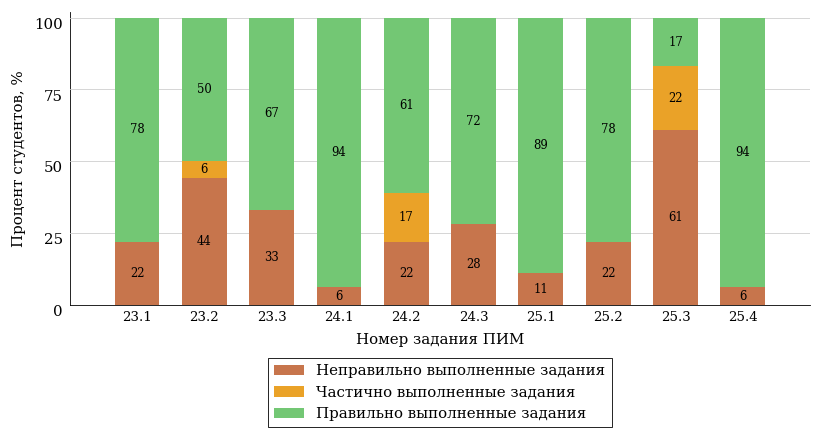 Процент студентов, %
100
75
50
25
0
78 50 67 94 61 72 89 78 17 94
6 17 22
22 44 33 6 22 28 11 22 61 6
23.1 23.2 23.3 24.1 24.2 24.3 25.1 25.2 25.3 25.4
Номер задания ПИМ
Неправильно выполненные задания
Частично выполненные задания
Правильно выполненные задания